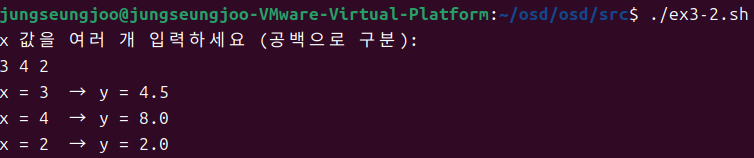 jungseungjoo@jungseungjoo-VMware-Virtual-Platform:~/osd/osd/src$ ./ex3-2.sh
x 값을 여러 개 입력하세요 (공백으로 구분):
3 4 2
x = 3 → y = 4.5
x = 4 → y = 8.0
x = 2 → y = 2.0